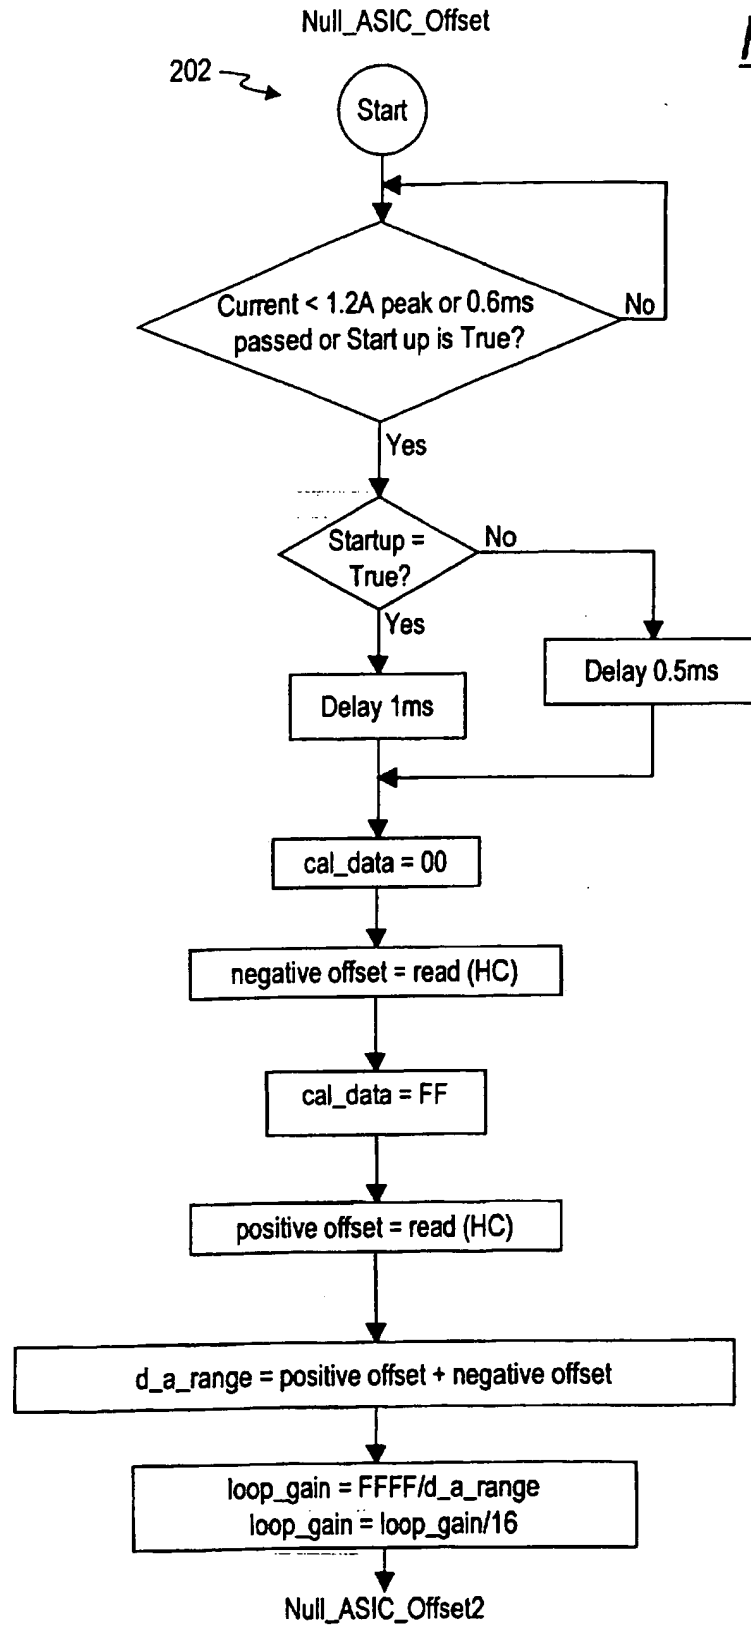 Null_ASIC_Offset
202
Start
Current < 1.2A peak or 0.6ms
passed or Start up is True?
No
Yes
Startup =
True?
No
Yes
Delay 0.5ms
Delay 1ms
cal_data = 00
negative offset = read (HC)
cal_data = FF
positive offset = read (HC)
d_a_range = positive offset + negative offset
loop_gain = FFFF/d_a_range
loop_gain = loop_gain/16
Null_ASIC_Offset2